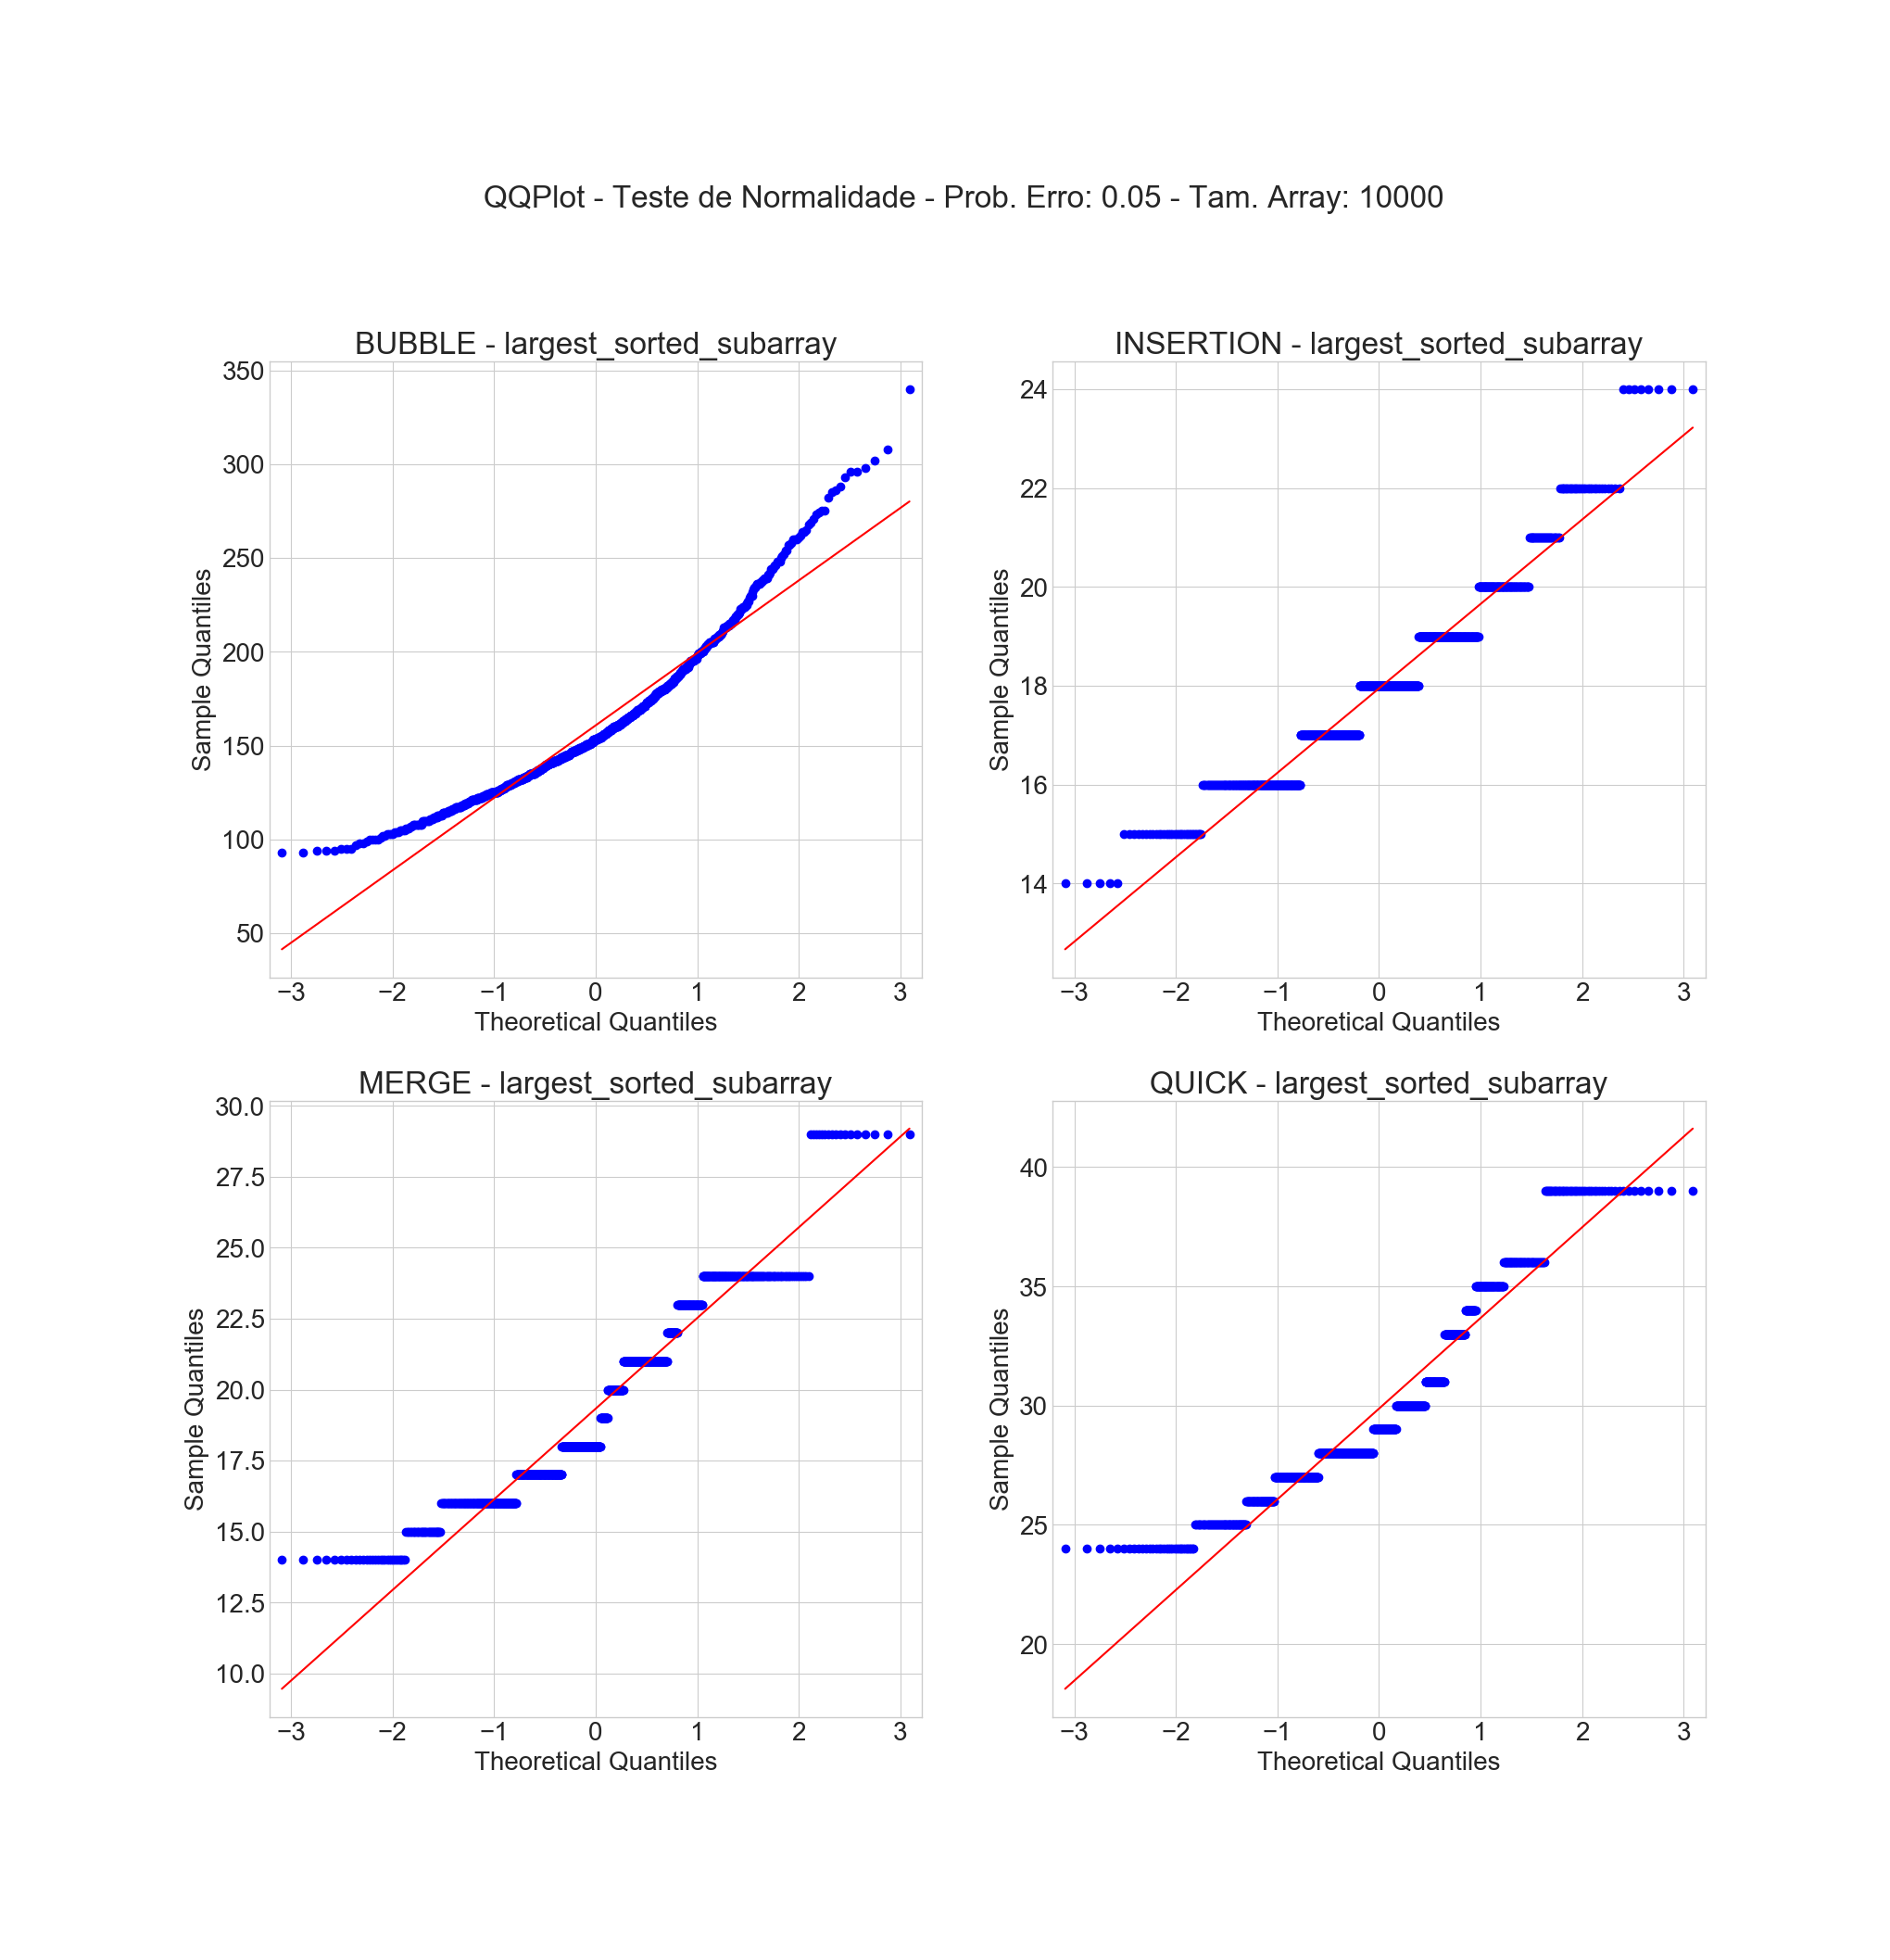 QQPlot - Teste de Normalidade - Prob. Erro: 0.05 - Tam. Array: 10000
BUBBLE - largest_sorted_subarray
350
300
250
200
150
100
50
Sample Quantiles
−3 −2 −1 0 1 2 3
Theoretical Quantiles
INSERTION - largest_sorted_subarray
24
22
20
18
16
14
Sample Quantiles
−3 −2 −1 0 1 2 3
Theoretical Quantiles
MERGE - largest_sorted_subarray
30.0
27.5
25.0
22.5
20.0
17.5
15.0
12.5
10.0
Sample Quantiles
−3 −2 −1 0 1 2 3
Theoretical Quantiles
QUICK - largest_sorted_subarray
40
35
30
25
20
Sample Quantiles
−3 −2 −1 0 1 2 3
Theoretical Quantiles